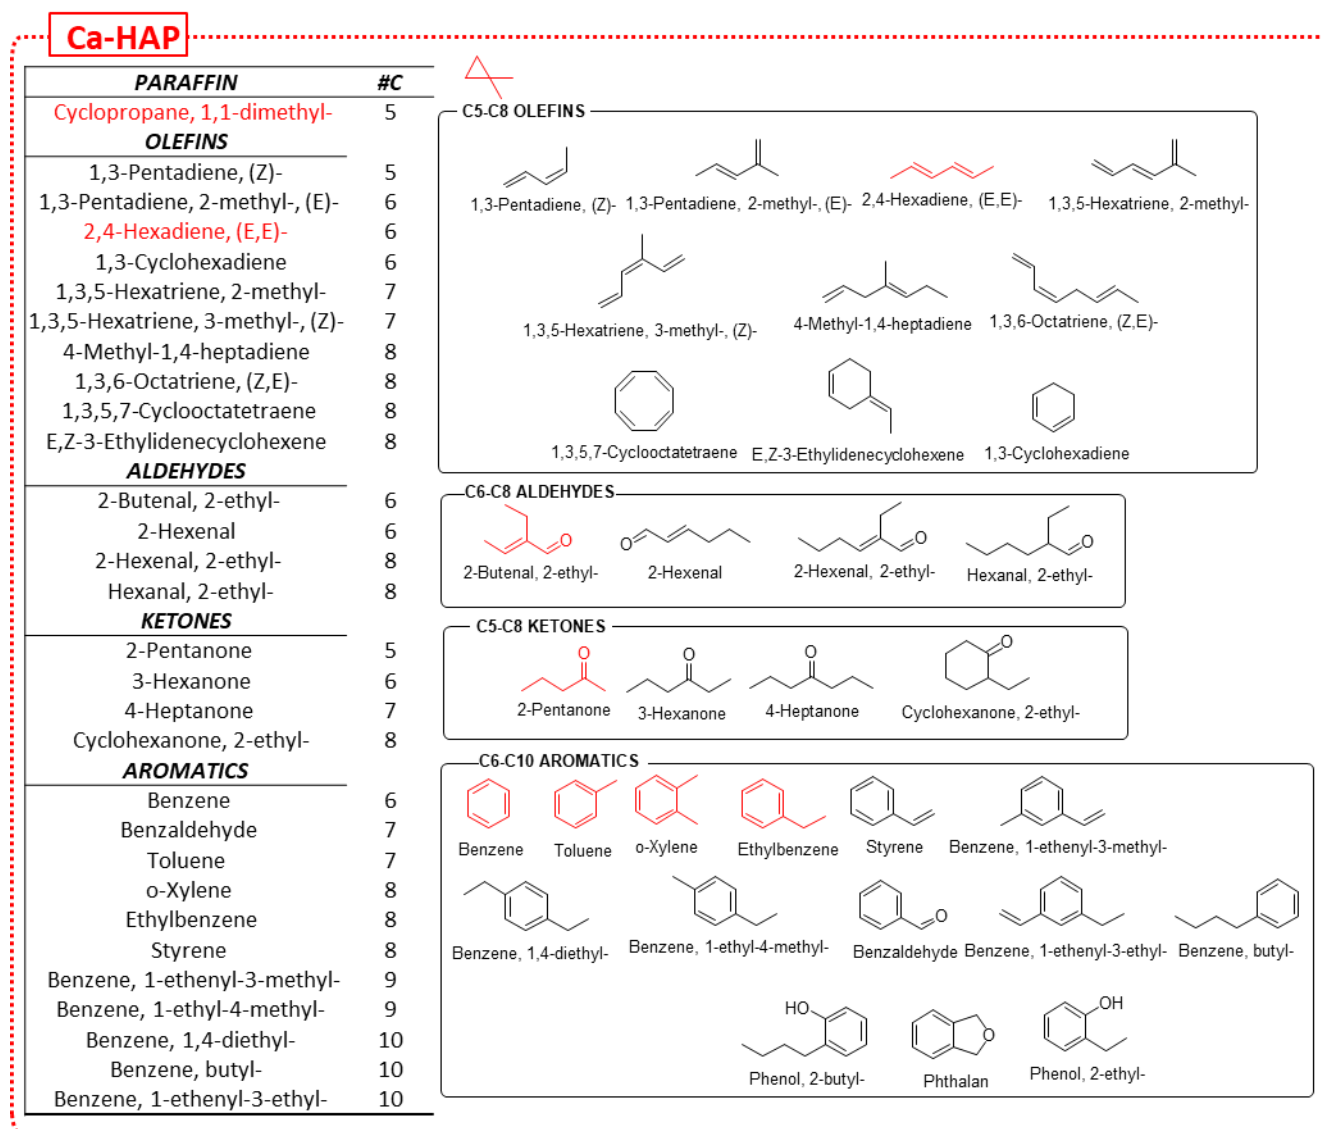 Ca-HAP
PARAFFIN #C
Cyclopropane, 1,1-dimethyl- 5
OLEFINS
1,3-Pentadiene, (Z)- 5
1,3-Pentadiene, 2-methyl-, (E)- 6
2,4-Hexadiene, (E,E)- 6
1,3-Cyclohexadiene 6
1,3,5-Hexatriene, 2-methyl- 7
1,3,5-Hexatriene, 3-methyl-, (Z)- 7
4-Methyl-1,4-heptadiene 8
1,3,6-Octatriene, (Z,E)- 8
1,3,5,7-Cyclooctatetraene 8
E,Z-3-Ethylidenecyclohexene 8
ALDEHYDES
2-Butenal, 2-ethyl- 6
2-Hexenal 6
2-Hexenal, 2-ethyl- 8
Hexanal, 2-ethyl- 8
KETONES
2-Pentanone 5
3-Hexanone 6
4-Heptanone 7
Cyclohexanone, 2-ethyl- 8
AROMATICS
Benzene 6
Benzaldehyde 7
Toluene 7
o-Xylene 8
Ethylbenzene 8
Styrene 8
Benzene, 1-ethenyl-3-methyl- 9
Benzene, 1-ethyl-4-methyl- 9
Benzene, 1,4-diethyl- 10
Benzene, butyl- 10
Benzene, 1-ethenyl-3-ethyl- 10
C5-C8 OLEFINS
1,3-Pentadiene, (Z)- 1,3-Pentadiene, 2-methyl-, (E)- 2,4-Hexadiene, (E,E)- 1,3,5-Hexatriene, 2-methyl-
1,3,5-Hexatriene, 3-methyl-, (Z)- 4-Methyl-1,4-heptadiene 1,3,6-Octatriene, (Z,E)-
1,3,5,7-Cyclooctatetraene E,Z-3-Ethylidenecyclohexene 1,3-Cyclohexadiene
C6-C8 ALDEHYDES
O O O O
2-Butenal, 2-ethyl- 2-Hexenal 2-Hexenal, 2-ethyl- Hexanal, 2-ethyl-
C5-C8 KETONES
O O O O
2-Pentanone 3-Hexanone 4-Heptanone Cyclohexanone, 2-ethyl-
C6-C10 AROMATICS
Benzene Toluene o-Xylene Ethylbenzene Styrene Benzene, 1-ethenyl-3-methyl-
O
Benzene, 1,4-diethyl- Benzene, 1-ethyl-4-methyl- Benzaldehyde Benzene, 1-ethenyl-3-ethyl- Benzene, butyl-
HO O OH
Phenol, 2-butyl- Phthalan Phenol, 2-ethyl-